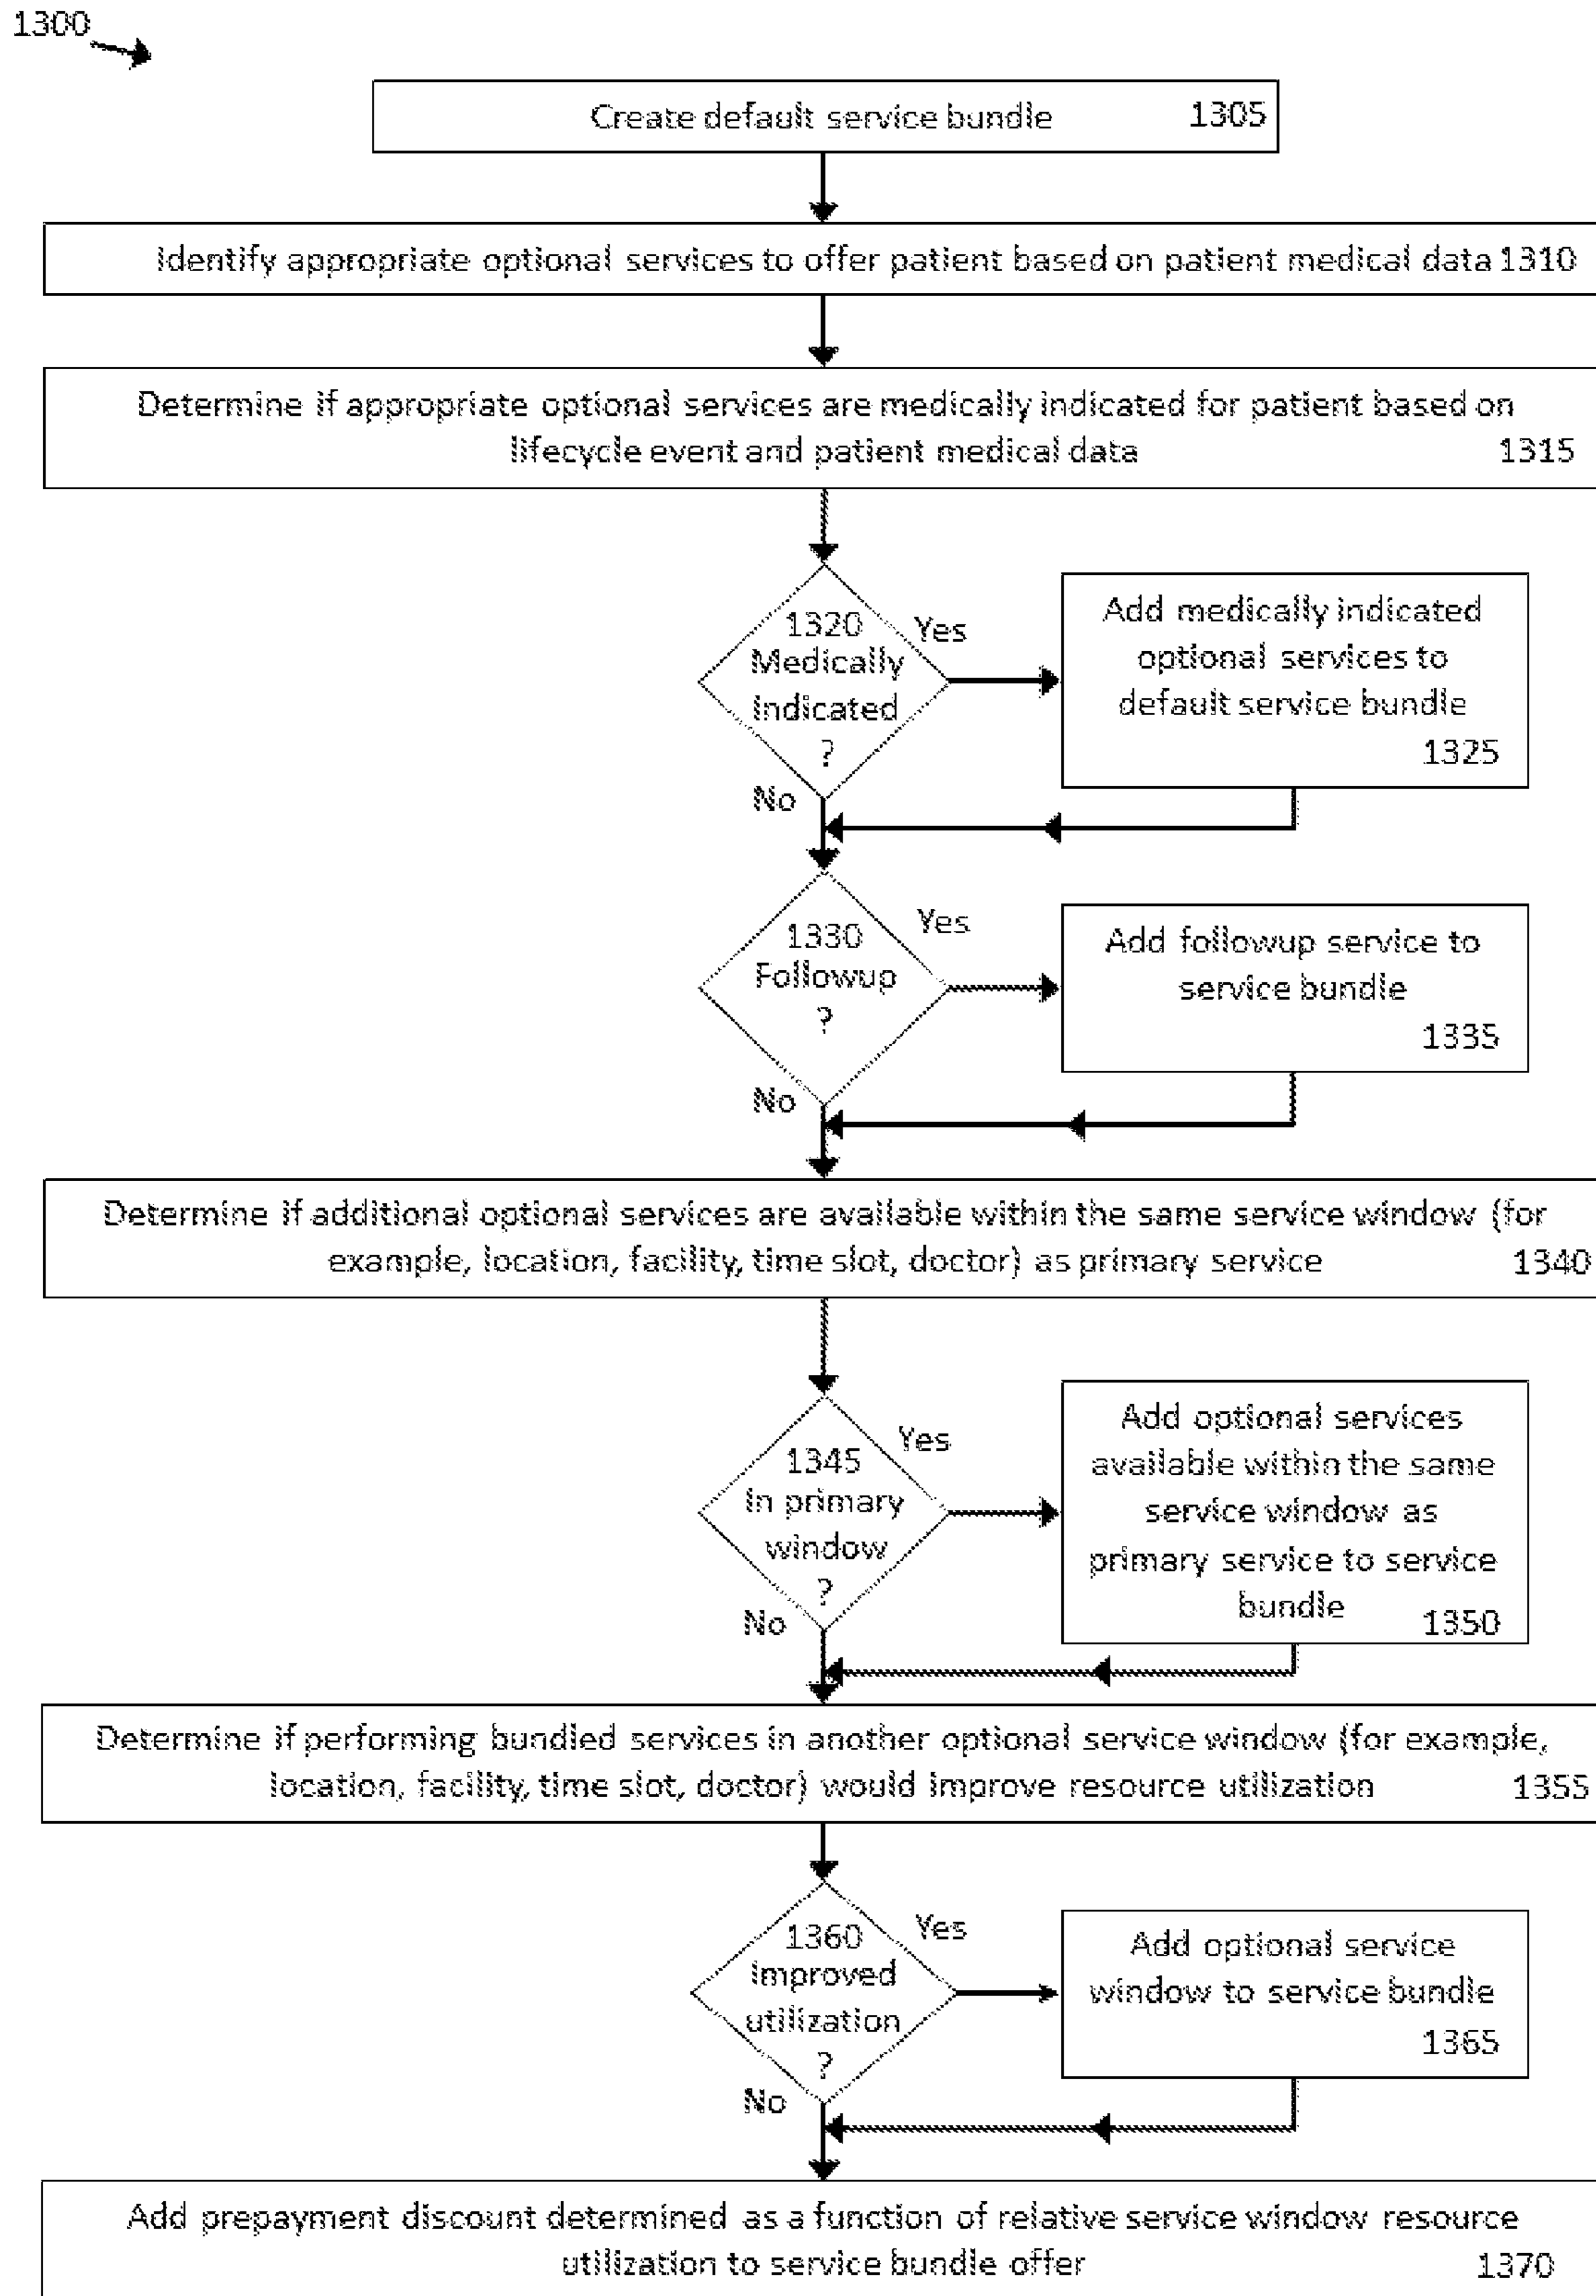 1300
Create default service bundle 1305
Identify appropriate optional services to offer patient based on patient medical data 1310
Determine if appropriate optional services are medically indicated for patient based on
lifecycle event and patient medical data 1315
1320
Medically
indicated
?
Yes
No
Add medically indicated
optional services to
default service bundle
1325
1330
Followup
?
Yes
No
Add followup service to
service bundle
1335
Determine if additional optional services are available within the same service window (for
example, location, facility, time slot, doctor) as primary service 1340
1345
In primary
window
?
Yes
No
Add optional services
available within the same
service window as
primary service to service
bundle
1350
Determine if performing bundled services in another optional service window (for example,
location, facility, time slot, doctor) would improve resource utilization 1355
1360
Improved
utilization
?
Yes
No
Add optional service
window to service bundle
1365
Add prepayment discount determined as a function of relative service window resource
utilization to service bundle offer 1370